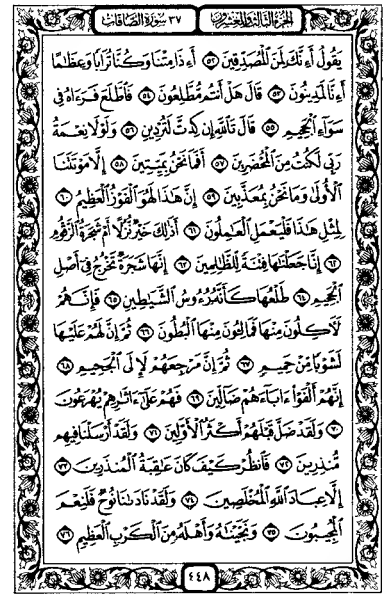 الجزء الثالث والعشرون ٣٧ سورة الصافات
يَقُولُ أَءِنَّكَ لَمِنَ ٱلْمُصَدِّقِينَ ٥٢ أَءِذَا مِتْنَا وَكُنَّا تُرَابًا وَعِظَٰمًا
أَءِنَّا لَمَدِينُونَ ٥٣ قَالَ هَلْ أَنتُم مُّطَّلِعُونَ ٥٤ فَٱطَّلَعَ فَرَءَاهُ فِى
سَوَآءِ ٱلْجَحِيمِ ٥٥ قَالَ تَٱللَّهِ إِن كِدتَّ لَتُرْدِينِ ٥٦ وَلَوْلَا نِعْمَةُ
رَبِّى لَكُنتُ مِنَ ٱلْمُحْضَرِينَ ٥٧ أَفَمَا نَحْنُ بِمَيِّتِينَ ٥٨ إِلَّا مَوْتَتَنَا
ٱلْأُولَىٰ وَمَا نَحْنُ بِمُعَذَّبِينَ ٥٩ إِنَّ هَٰذَا لَهُوَ ٱلْفَوْزُ ٱلْعَظِيمُ ٦٠
لِمِثْلِ هَٰذَا فَلْيَعْمَلِ ٱلْعَٰمِلُونَ ٦١ أَذَٰلِكَ خَيْرٌ نُّزُلًا أَمْ شَجَرَةُ ٱلزَّقُّومِ
٦٢ إِنَّا جَعَلْنَٰهَا فِتْنَةً لِّلظَّٰلِمِينَ ٦٣ إِنَّهَا شَجَرَةٌ تَخْرُجُ فِىٓ أَصْلِ
ٱلْجَحِيمِ ٦٤ طَلْعُهَا كَأَنَّهُۥ رُءُوسُ ٱلشَّيَٰطِينِ ٦٥ فَإِنَّهُمْ
لَءَاكِلُونَ مِنْهَا فَمَالِـُٔونَ مِنْهَا ٱلْبُطُونَ ٦٦ ثُمَّ إِنَّ لَهُمْ عَلَيْهَا
لَشَوْبًا مِّنْ حَمِيمٍ ٦٧ ثُمَّ إِنَّ مَرْجِعَهُمْ لَإِلَى ٱلْجَحِيمِ ٦٨
إِنَّهُمْ أَلْفَوْا۟ ءَابَآءَهُمْ ضَآلِّينَ ٦٩ فَهُمْ عَلَىٰٓ ءَاثَٰرِهِمْ يُهْرَعُونَ
٧٠ وَلَقَدْ ضَلَّ قَبْلَهُمْ أَكْثَرُ ٱلْأَوَّلِينَ ٧١ وَلَقَدْ أَرْسَلْنَا فِيهِم
مُّنذِرِينَ ٧٢ فَٱنظُرْ كَيْفَ كَانَ عَٰقِبَةُ ٱلْمُنذَرِينَ ٧٣
إِلَّا عِبَادَ ٱللَّهِ ٱلْمُخْلَصِينَ ٧٤ وَلَقَدْ نَادَىٰنَا نُوحٌ فَلَنِعْمَ
ٱلْمُجِيبُونَ ٧٥ وَنَجَّيْنَٰهُ وَأَهْلَهُۥ مِنَ ٱلْكَرْبِ ٱلْعَظِيمِ ٧٦
٤٤٨